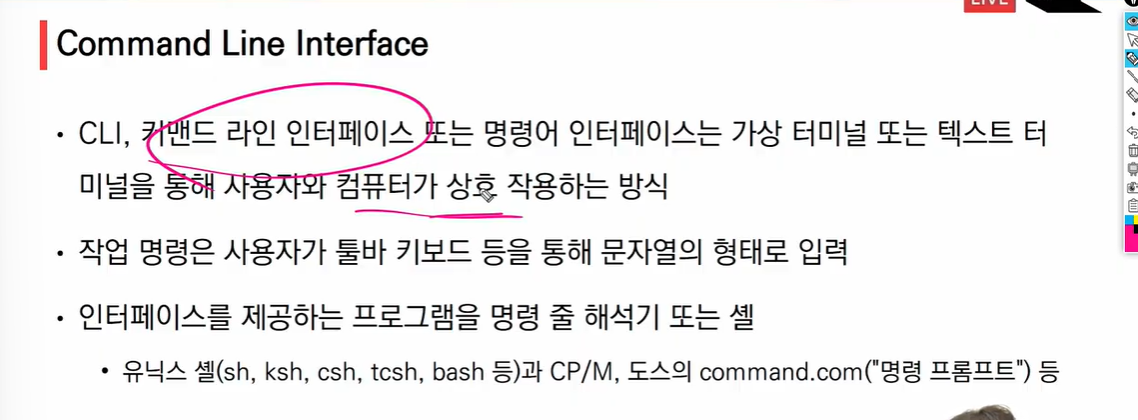 LIVE
Command Line Interface
• CLI, 커맨드 라인 인터페이스 또는 명령어 인터페이스는 가상 터미널 또는 텍스트 터
미널을 통해 사용자와 컴퓨터가 상호 작용하는 방식
• 작업 명령은 사용자가 툴바 키보드 등을 통해 문자열의 형태로 입력
• 인터페이스를 제공하는 프로그램을 명령 줄 해석기 또는 셸
• 유닉스 셸(sh, ksh, csh, tcsh, bash 등)과 CP/M, 도스의 command.com("명령 프롬프트") 등